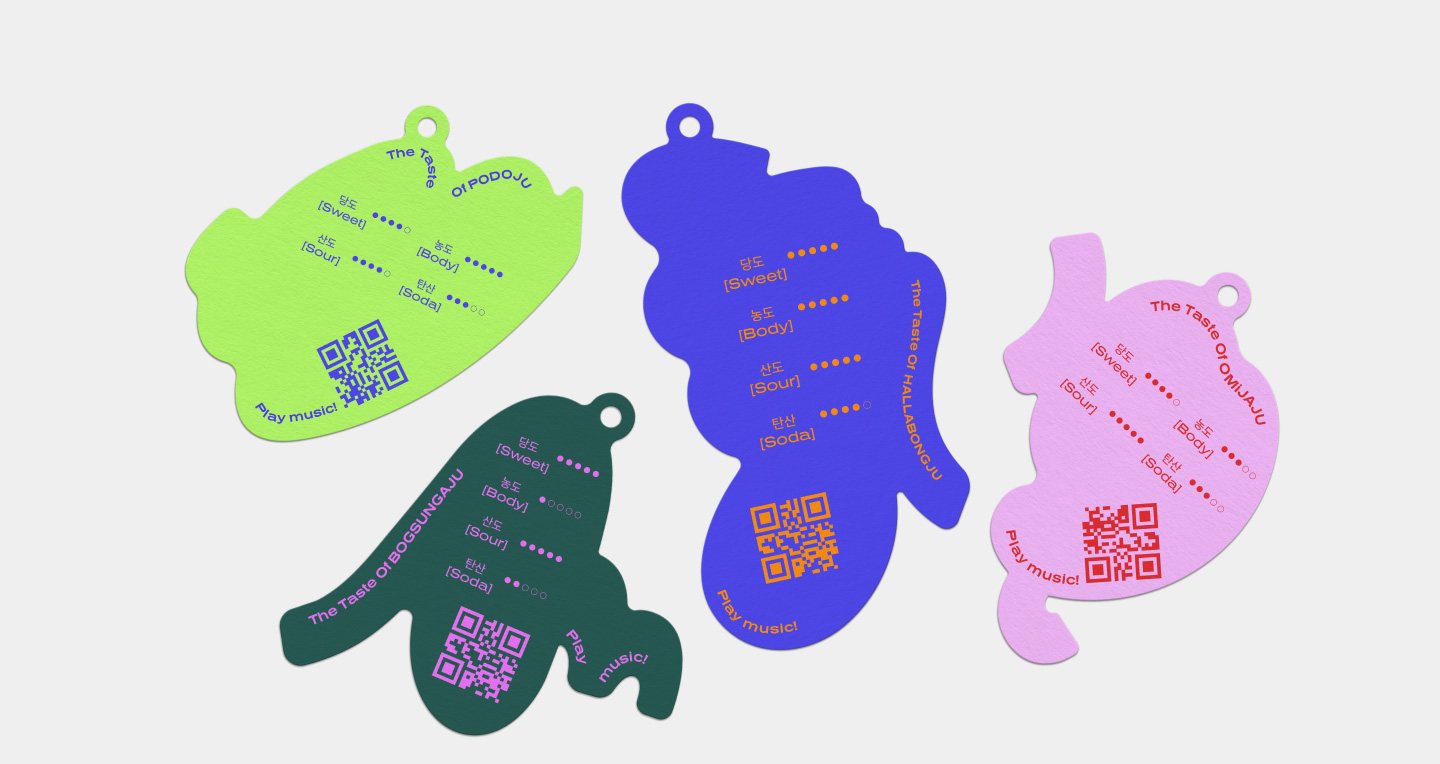 The Taste Of PODOJU
당도
[Sweet]
산도
[Sour]
농도
[Body]
탄산
[Soda]
Play music!
The Taste Of BOGSUNGAJU
당도
[Sweet]
농도
[Body]
산도
[Sour]
탄산
[Soda]
Play music!
The Taste Of HALLABONGJU
당도
[Sweet]
농도
[Body]
산도
[Sour]
탄산
[Soda]
Play music!
The Taste Of OMIJAJU
당도
[Sweet]
산도
[Sour]
농도
[Body]
탄산
[Soda]
Play music!